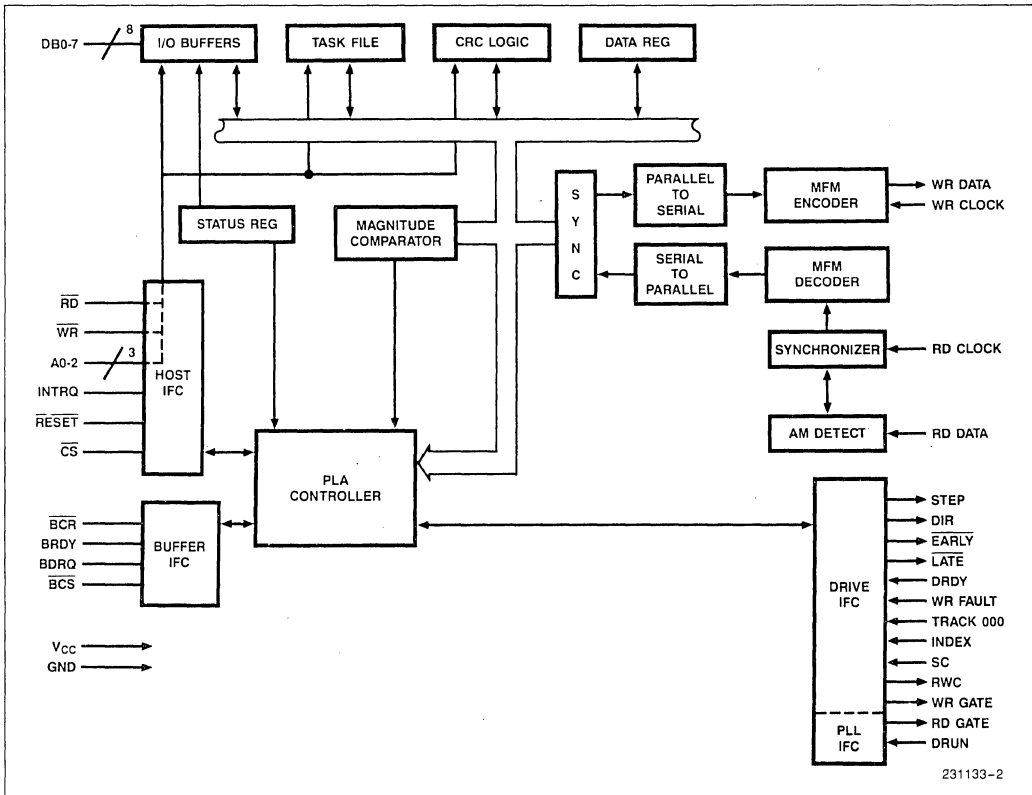 DB0-7
8
I/O BUFFERS
TASK FILE
CRC LOGIC
DATA REG
STATUS REG
MAGNITUDE
COMPARATOR
S
Y
N
C
PARALLEL
TO
SERIAL
MFM
ENCODER
WR DATA
WR CLOCK
SERIAL
TO
PARALLEL
MFM
DECODER
SYNCHRONIZER
RD CLOCK
AM DETECT
RD DATA
RD
WR
A0-2
3
INTRQ
RESET
CS
HOST
IFC
PLA
CONTROLLER
BCR
BRDY
BDRQ
BCS
BUFFER
IFC
VCC
GND
DRIVE
IFC
PLL
IFC
STEP
DIR
EARLY
LATE
DRDY
WR FAULT
TRACK 000
INDEX
SC
RWC
WR GATE
RD GATE
DRUN
231133-2